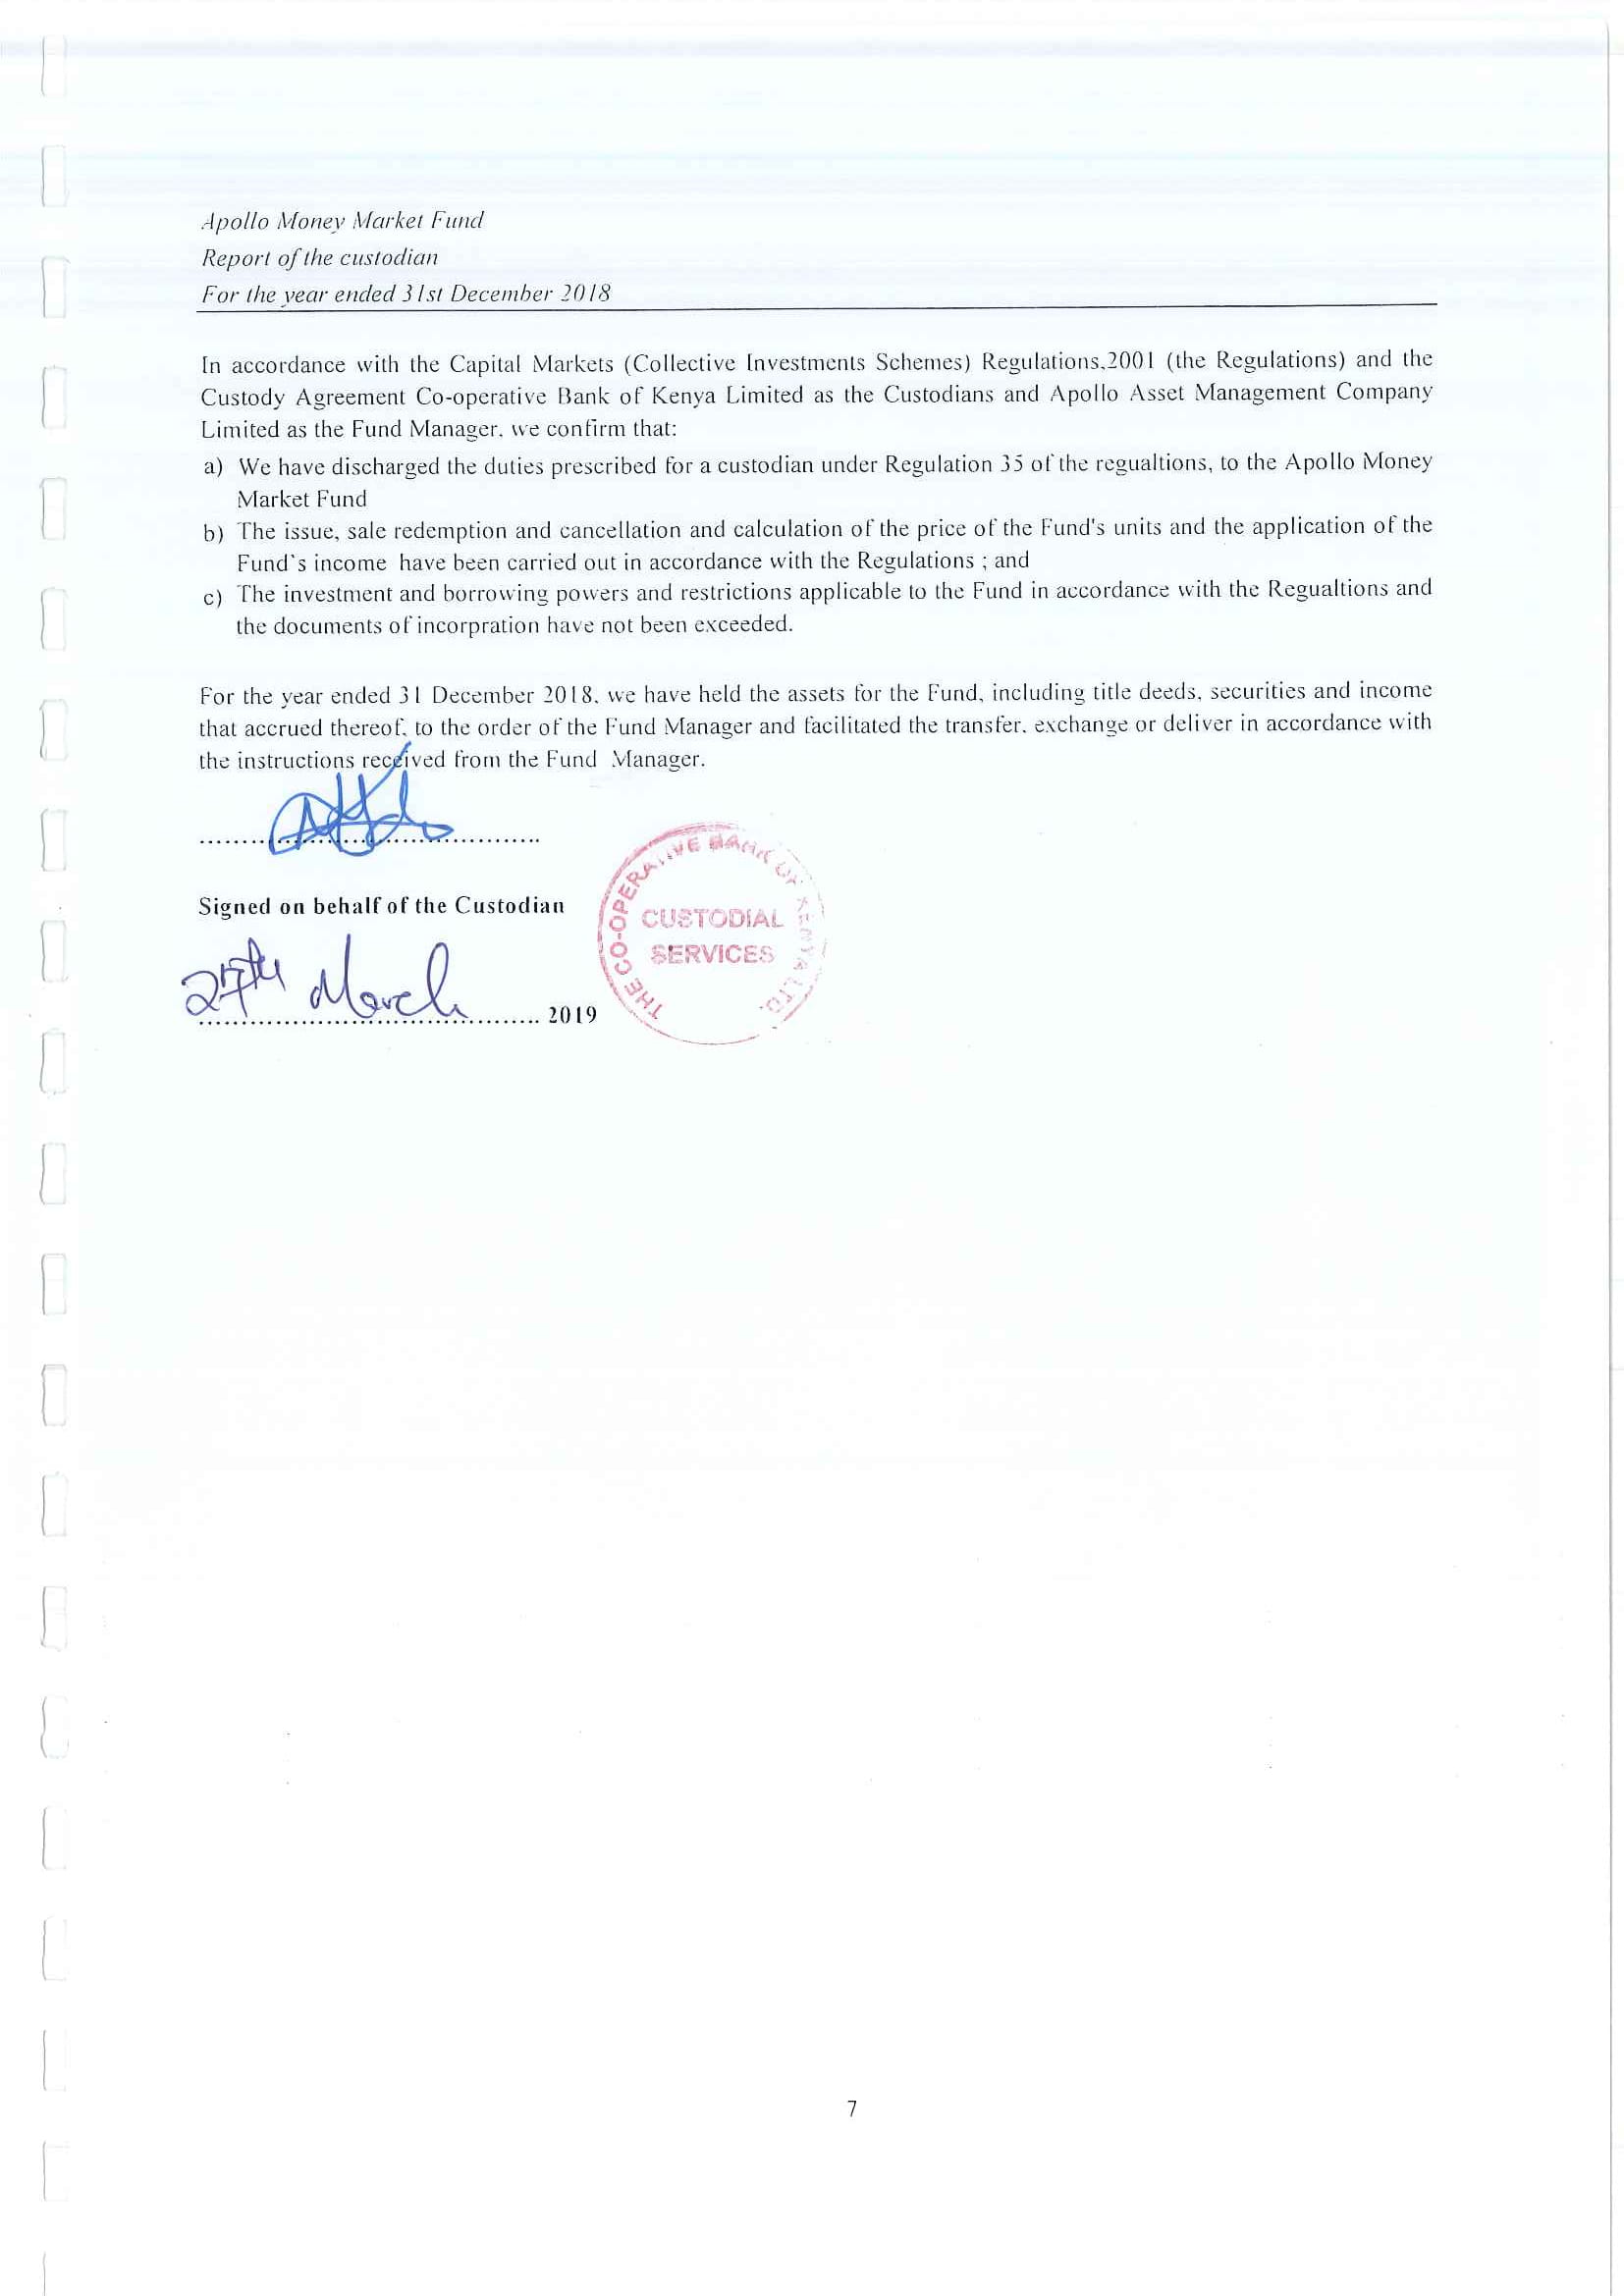 Apollo Money Market Fund
Report of the custodian
For the year ended 31st December 2018
In accordance with the Capital Markets (Collective Investments Schemes) Regulations,2001 (the Regulations) and the
Custody Agreement Co-operative Bank of Kenya Limited as the Custodians and Apollo Asset Management Company
Limited as the Fund Manager. we confirm that:
a) We have discharged the duties prescribed for a custodian under Regulation 35 of the regualtions, to the Apollo Money
Market Fund
b) The issue, sale redemption and cancellation and calculation of the price of the Fund's units and the application of the
Fund's income have been carried out in accordance with the Regulations ; and
c) The investment and borrowing powers and restrictions applicable to the Fund in accordance with the Regualtions and
the documents of incorpration have not been exceeded.
For the year ended 31 December 2018, we have held the assets for the Fund, including title deeds, securities and income
that accrued thereof, to the order of the Fund Manager and facilitated the transfer, exchange or deliver in accordance with
the instructions received from the Fund Manager.
Signed on behalf of the Custodian
27th March 2019
THE CO-OPERATIVE BANK OF KENYA LTD.
CUSTODIAL
SERVICES
7